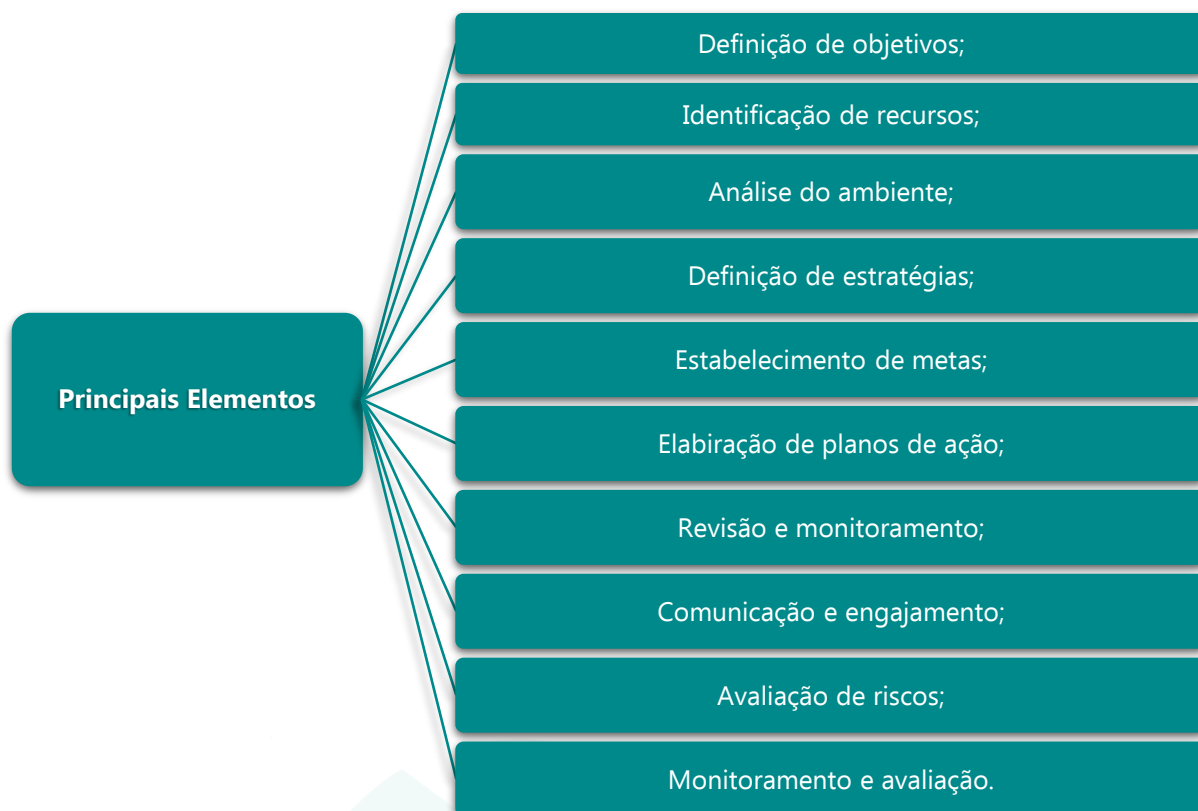 Principais Elementos
Definição de objetivos;
Identificação de recursos;
Análise do ambiente;
Definição de estratégias;
Estabelecimento de metas;
Elabiração de planos de ação;
Revisão e monitoramento;
Comunicação e engajamento;
Avaliação de riscos;
Monitoramento e avaliação.